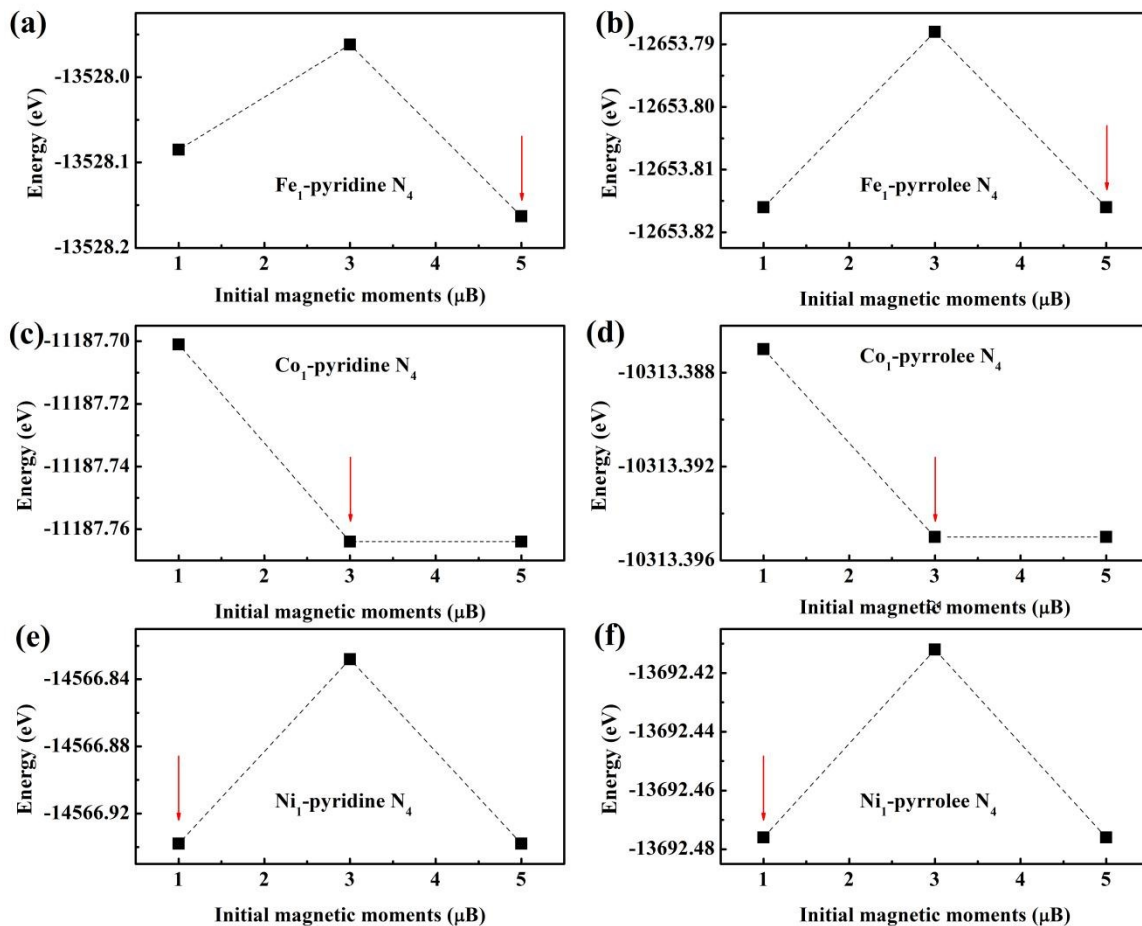 (a)
Energy (eV)
-13528.0
-13528.1
-13528.2
Fe₁-pyridine N₄
1 2 3 4 5
Initial magnetic moments (μB)
(b)
Energy (eV)
-12653.79
-12653.80
-12653.81
-12653.82
Fe₁-pyrrolee N₄
1 2 3 4 5
Initial magnetic moments (μB)
(c)
Energy (eV)
-11187.70
-11187.72
-11187.74
-11187.76
Co₁-pyridine N₄
1 2 3 4 5
Initial magnetic moments (μB)
(d)
Energy (eV)
-10313.388
-10313.392
-10313.396
Co₁-pyrrolee N₄
1 2 3 4 5
Initial magnetic moments (μB)
(e)
Energy (eV)
-14566.84
-14566.88
-14566.92
Ni₁-pyridine N₄
1 2 3 4 5
Initial magnetic moments (μB)
(f)
Energy (eV)
-13692.42
-13692.44
-13692.46
-13692.48
Ni₁-pyrrolee N₄
1 2 3 4 5
Initial magnetic moments (μB)